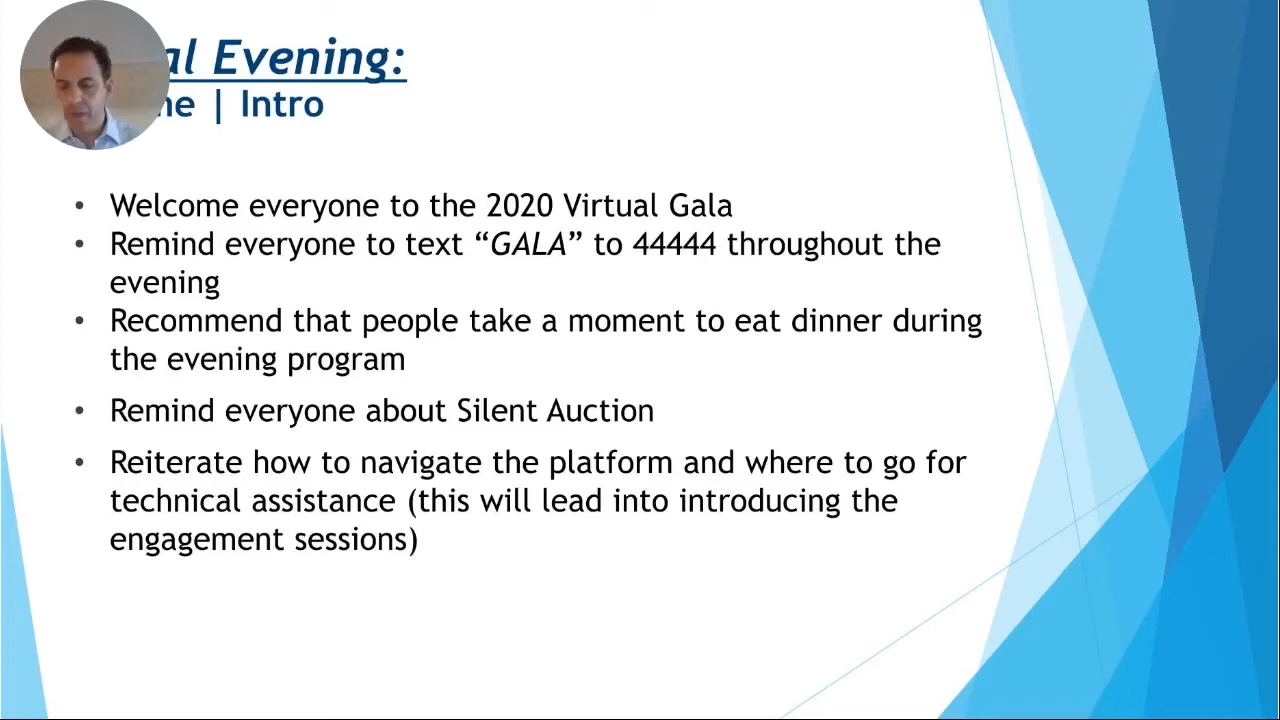 al Evening:
ne | Intro
• Welcome everyone to the 2020 Virtual Gala
• Remind everyone to text “GALA” to 44444 throughout the
evening
• Recommend that people take a moment to eat dinner during
the evening program
• Remind everyone about Silent Auction
• Reiterate how to navigate the platform and where to go for
technical assistance (this will lead into introducing the
engagement sessions)